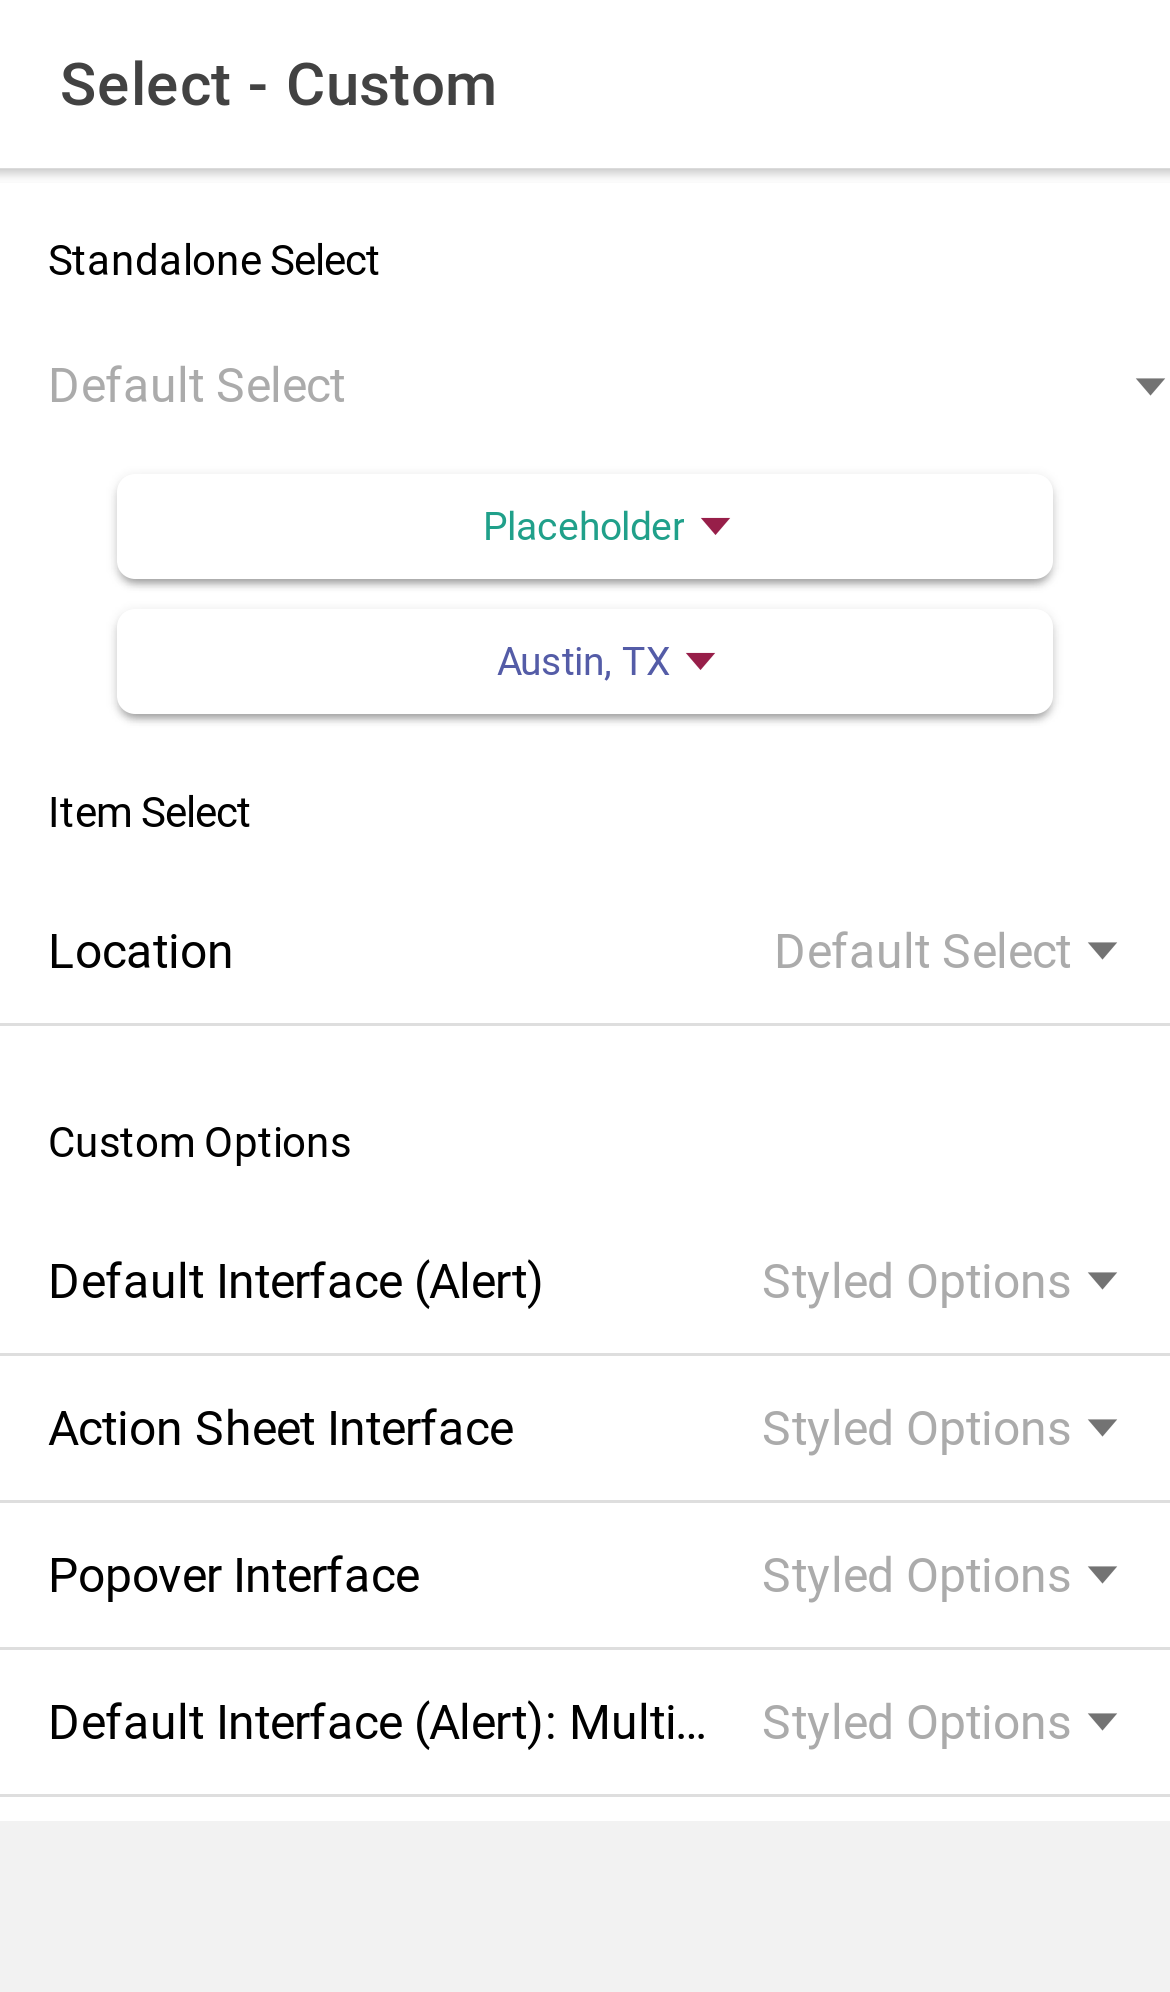 Select - Custom
Standalone Select
Default Select
Placeholder
Austin, TX
Item Select
Location Default Select
Custom Options
Default Interface (Alert) Styled Options
Action Sheet Interface Styled Options
Popover Interface Styled Options
Default Interface (Alert): Multi... Styled Options